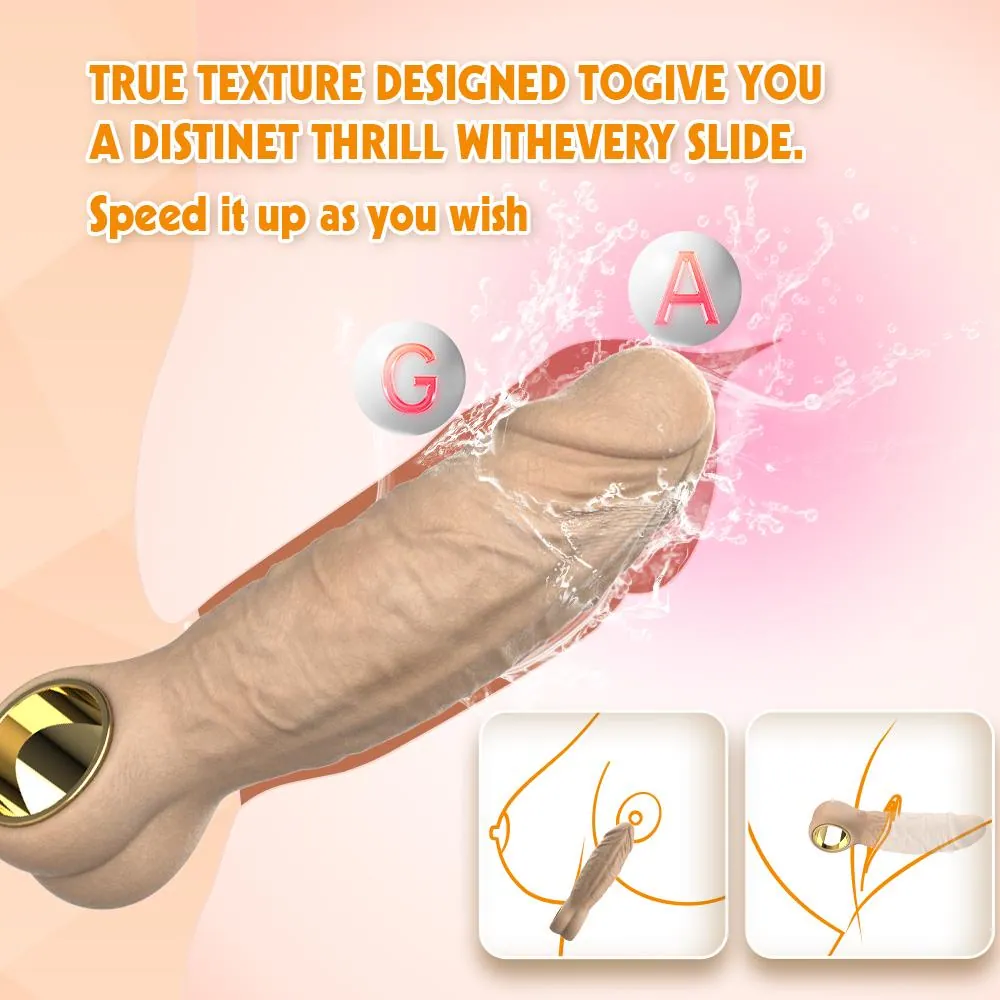 TRUE TEXTURE DESIGNED TOGIVE YOU
A DISTINET THRILL WITHEVERY SLIDE.
Speed it up as you wish
A
G